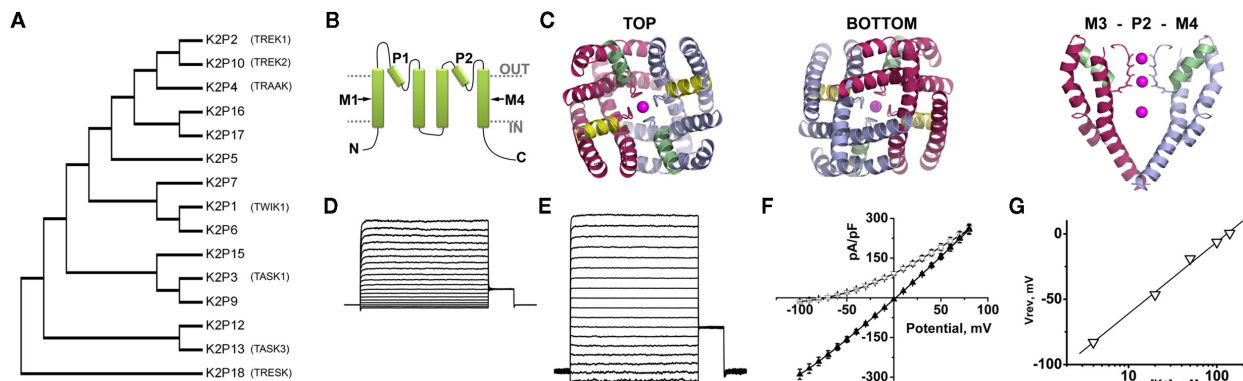 A
K2P2 (TREK1)
K2P10 (TREK2)
K2P4 (TRAAK)
K2P16
K2P17
K2P5
K2P7
K2P1 (TWIK1)
K2P6
K2P15
K2P3 (TASK1)
K2P9
K2P12
K2P13 (TASK3)
K2P18 (TRESK)
B
P1 P2
OUT
M1 M4
IN
N
C
C
TOP
BOTTOM
M3 - P2 - M4
D
E
F
pA/pF
300
150
-100 -50 50 100
Potential, mV
-150
-300
G
Vrev, mV
0
-50
-100
10 100